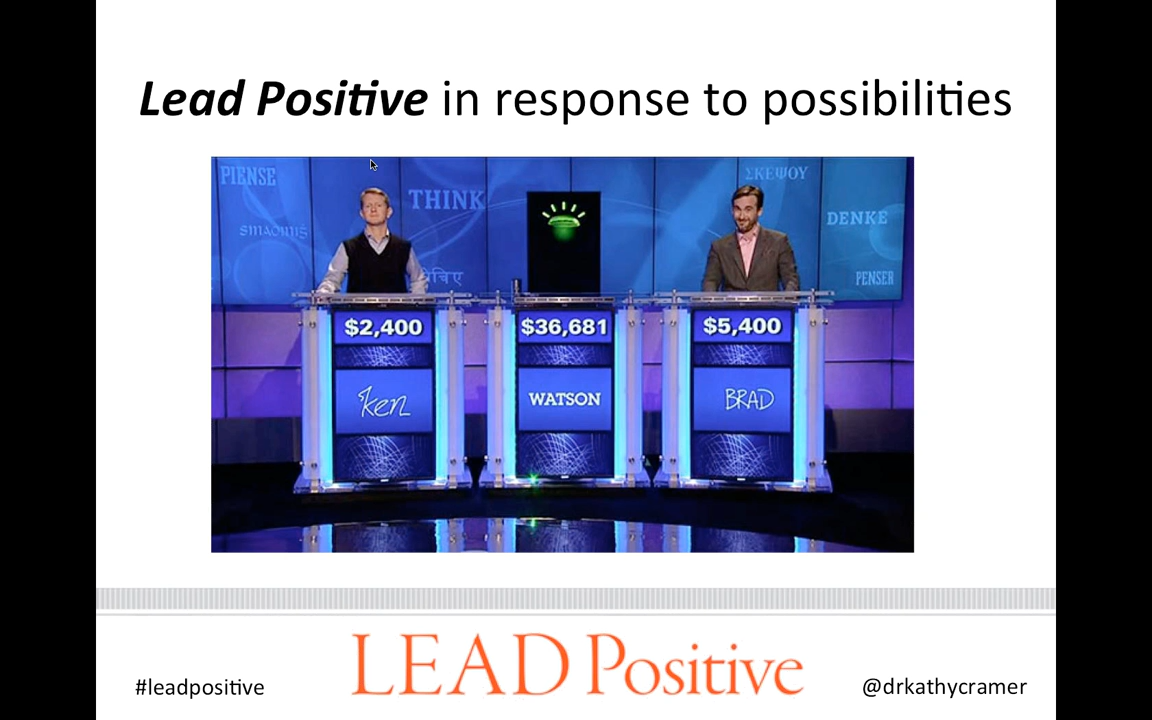 Lead Positive in response to possibilities
PIENSE
THINK
ΣΚΕΨΟΥ
DENKE
PENSER
$2,400
$36,681
$5,400
Ken
WATSON
BRAD
LEAD Positive
#leadpositive
@drkathycramer